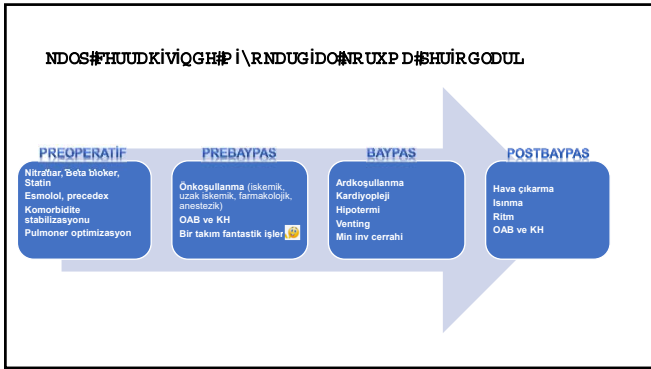 NDOS#FHUUDKİVİQGH#P İ\RNDUGİDO#NRUXP D#SHUİRGODUL
PREOPERATİF
Nitratlar, Beta bloker,
Statin
Esmolol, precedex
Komorbidite
stabilizasyonu
Pulmoner optimizasyon
PREBAYPAS
Önkoşullanma (iskemik,
uzak iskemik, farmakolojik,
anestezik)
OAB ve KH
Bir takım fantastik işler
BAYPAS
Ardkoşullanma
Kardiyopleji
Hipotermi
Venting
Min inv cerrahi
POSTBAYPAS
Hava çıkarma
Isınma
Ritm
OAB ve KH